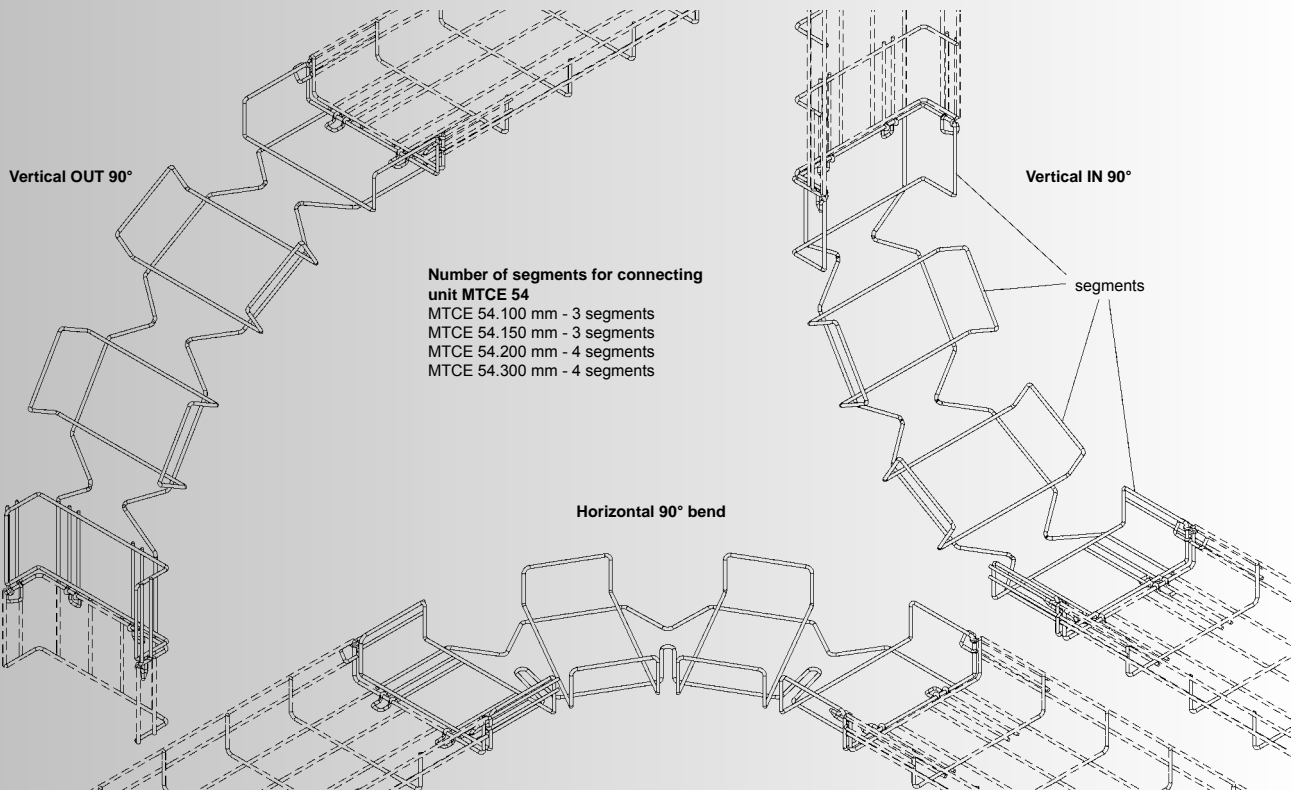 Vertical OUT 90°
Vertical IN 90°
Number of segments for connecting
unit MTCE 54
MTCE 54.100 mm - 3 segments
MTCE 54.150 mm - 3 segments
MTCE 54.200 mm - 4 segments
MTCE 54.300 mm - 4 segments
segments
Horizontal 90° bend